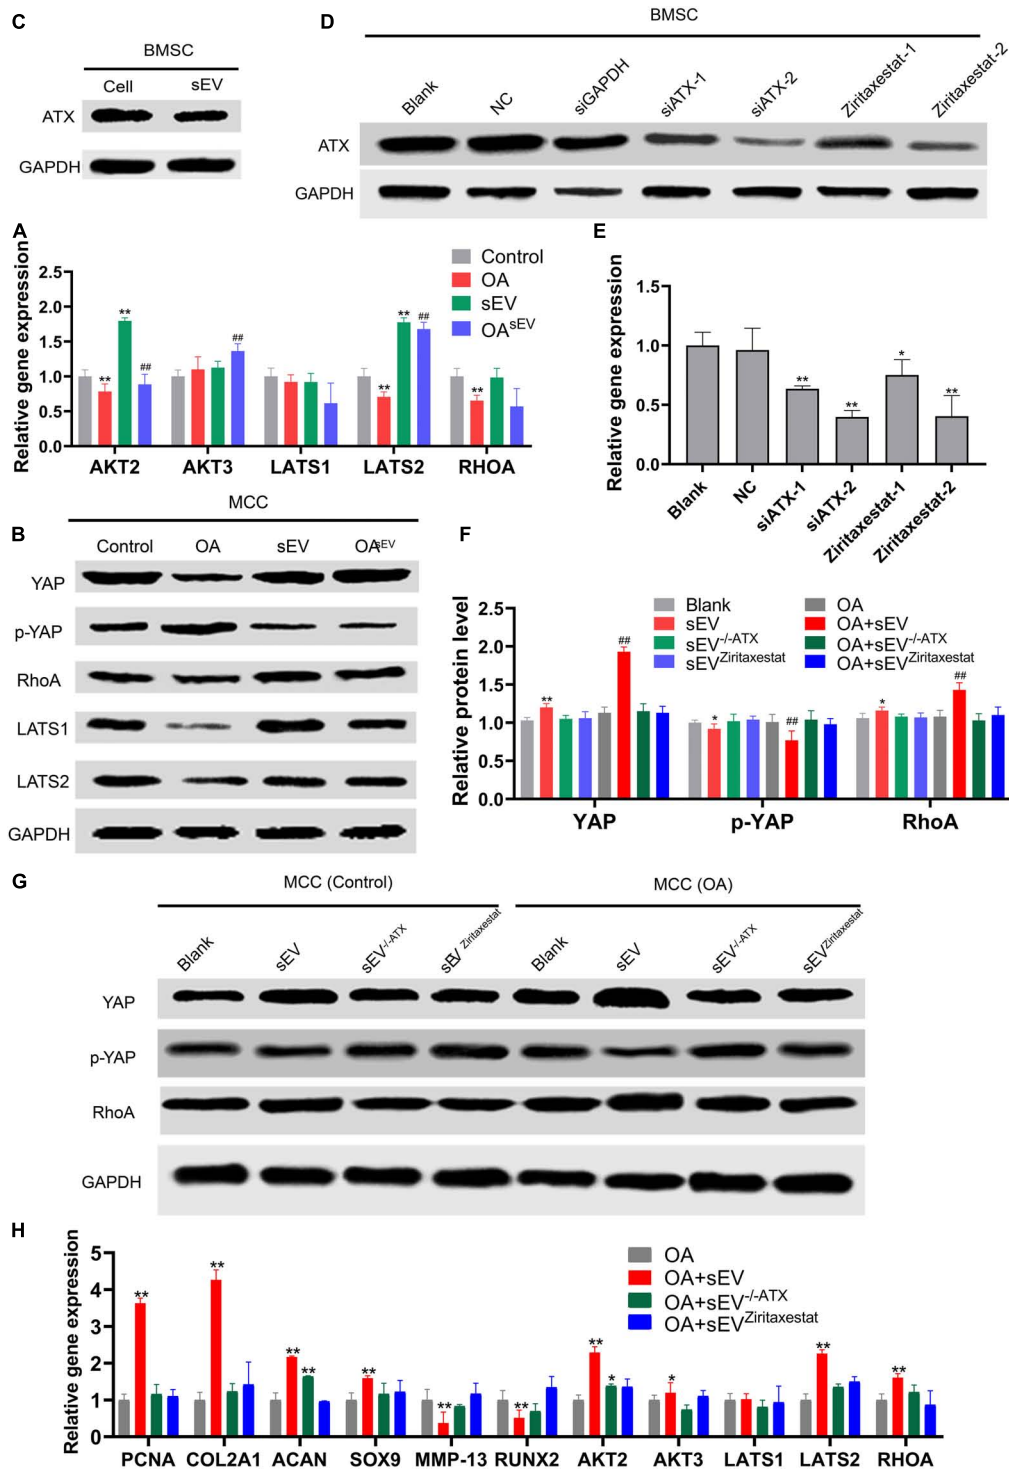 C
BMSC
Cell sEV
ATX
GAPDH
D
BMSC
Blank NC siGAPDH siATX-1 siATX-2 Ziritaxestat-1 Ziritaxestat-2
ATX
GAPDH
A
Relative gene expression
2.5
2.0
1.5
1.0
0.5
0.0
Control
OA
sEV
OAsEV
** ** ## ## ** ** ## **
AKT2 AKT3 LATS1 LATS2 RHOA
E
Relative gene expression
1.5
1.0
0.5
0.0
** ** * **
Blank NC siATX-1 siATX-2 Ziritaxestat-1 Ziritaxestat-2
B
MCC
Control OA sEV OAsEV
YAP
p-YAP
RhoA
LATS1
LATS2
GAPDH
F
Relative protein level
2.5
2.0
1.5
1.0
0.5
0.0
Blank OA
sEV OA+sEV
sEV-/-ATX OA+sEV-/-ATX
sEVZiritaxestat OA+sEVZiritaxestat
** ## * ## * ##
YAP p-YAP RhoA
G
MCC (Control) MCC (OA)
Blank sEV sEV-/-ATX sEVZiritaxestat Blank sEV sEV-/-ATX sEVZiritaxestat
YAP
p-YAP
RhoA
GAPDH
H
Relative gene expression
5
4
3
2
1
0
OA
OA+sEV
OA+sEV-/-ATX
OA+sEVZiritaxestat
** ** ** ** ** ** ** ** * * ** **
PCNA COL2A1 ACAN SOX9 MMP-13 RUNX2 AKT2 AKT3 LATS1 LATS2 RHOA